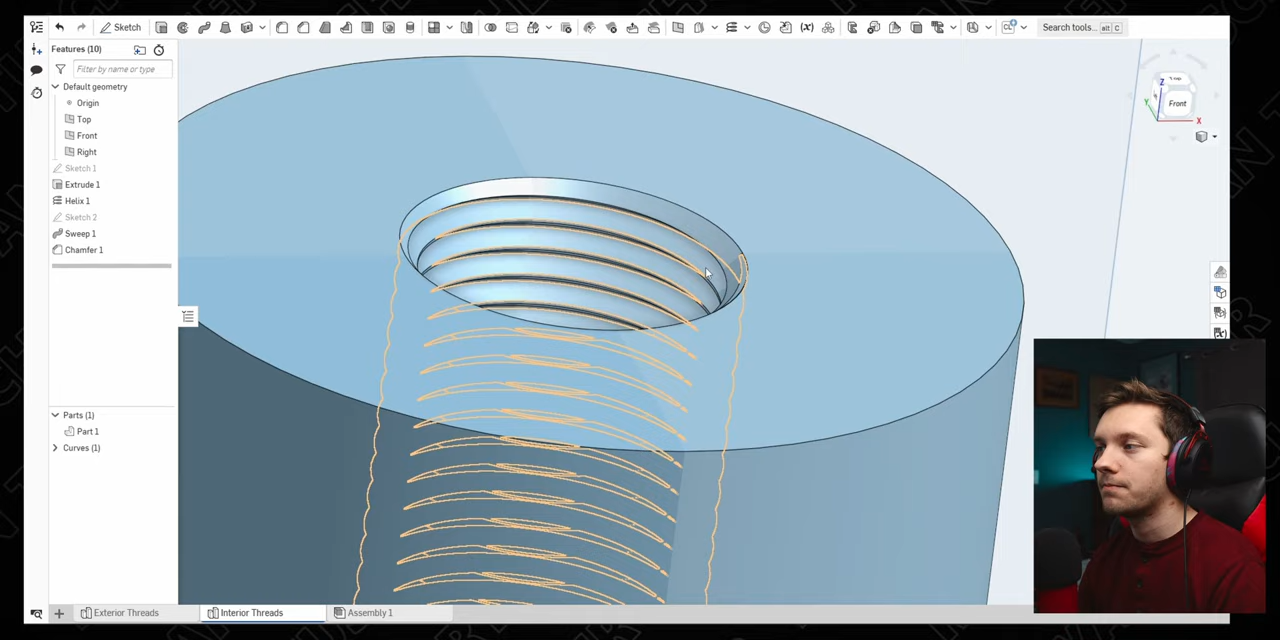 Sketch
Search tools... alt C
Features (10)
Filter by name or type
Default geometry
Origin
Top
Front
Right
Sketch 1
Extrude 1
Helix 1
Sketch 2
Sweep 1
Chamfer 1
Parts (1)
Part 1
Curves (1)
Z
Y
X
Front
Exterior Threads
Interior Threads
Assembly 1